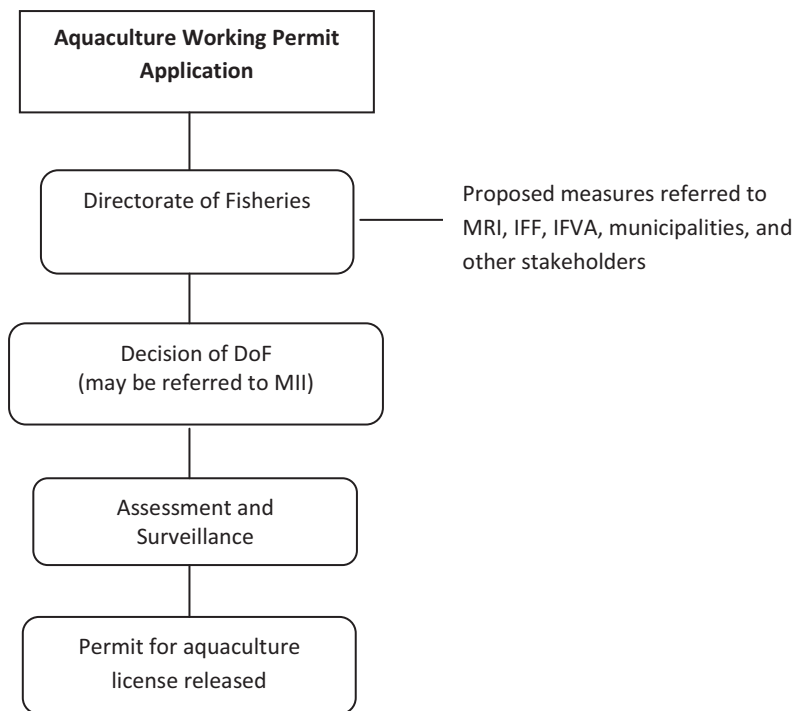 Aquaculture Working Permit
Application
Directorate of Fisheries
Proposed measures referred to
MRI, IFF, IFVA, municipalities, and
other stakeholders
Decision of DoF
(may be referred to MII)
Assessment and
Surveillance
Permit for aquaculture
license released